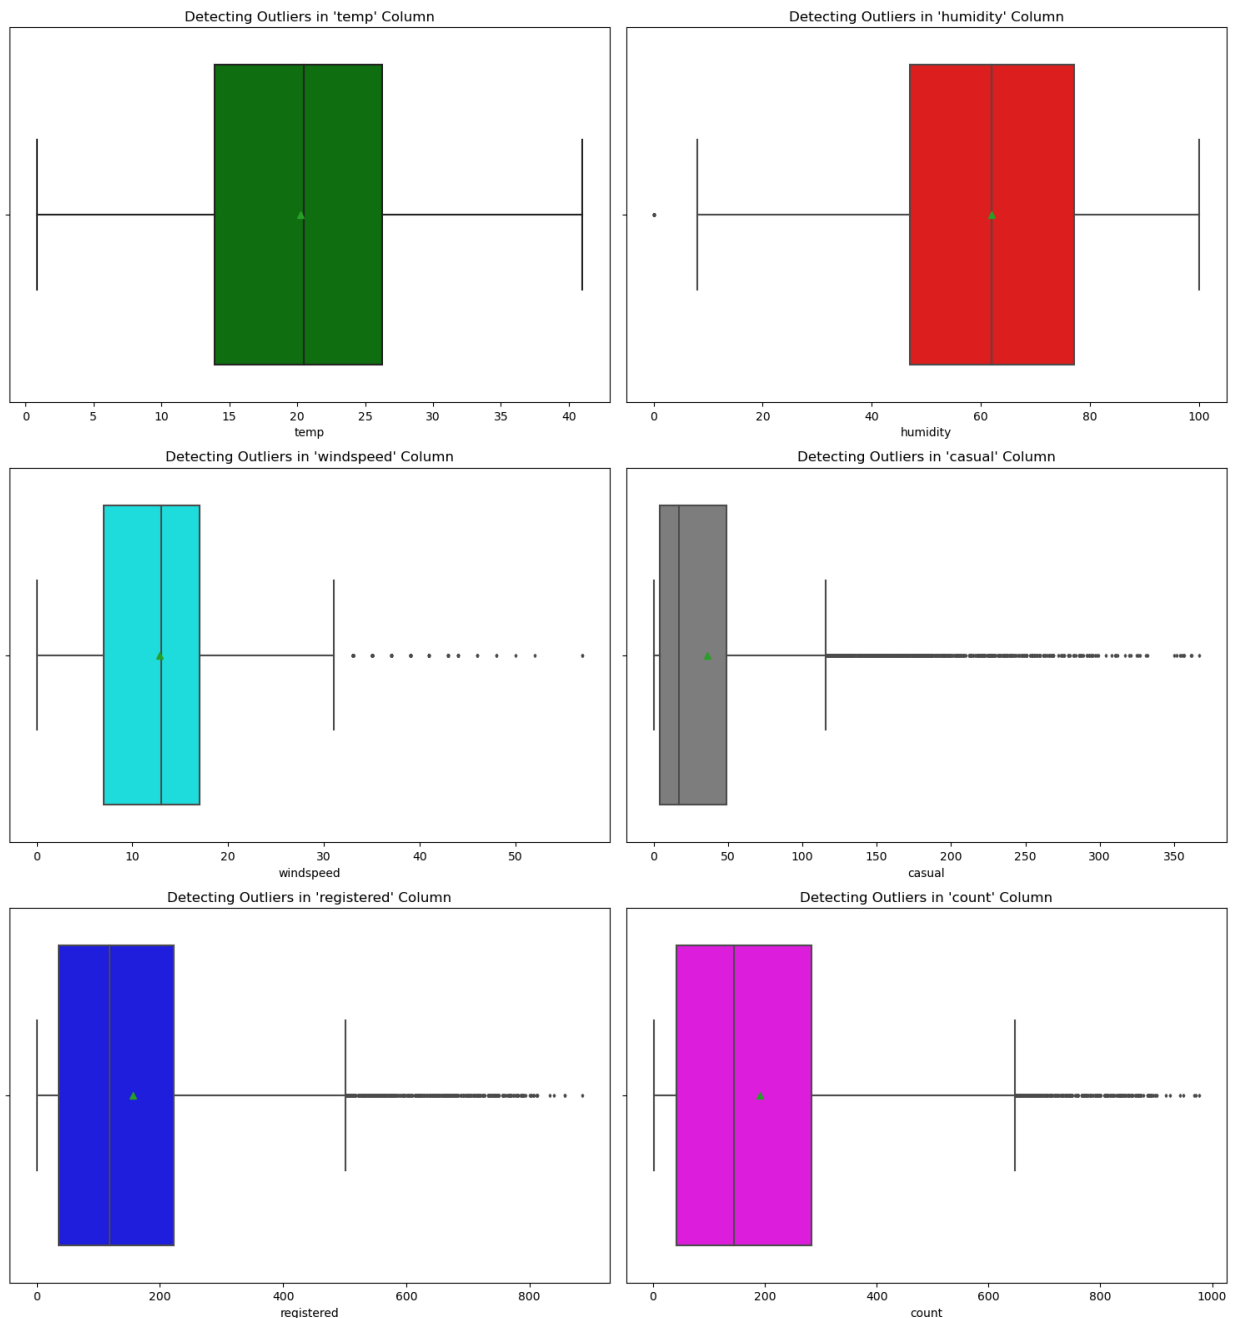 Detecting Outliers in 'temp' Column
0 5 10 15 20 25 30 35 40
temp
Detecting Outliers in 'humidity' Column
0 20 40 60 80 100
humidity
Detecting Outliers in 'windspeed' Column
0 10 20 30 40 50
windspeed
Detecting Outliers in 'casual' Column
0 50 100 150 200 250 300 350
casual
Detecting Outliers in 'registered' Column
0 200 400 600 800
registered
Detecting Outliers in 'count' Column
0 200 400 600 800 1000
count